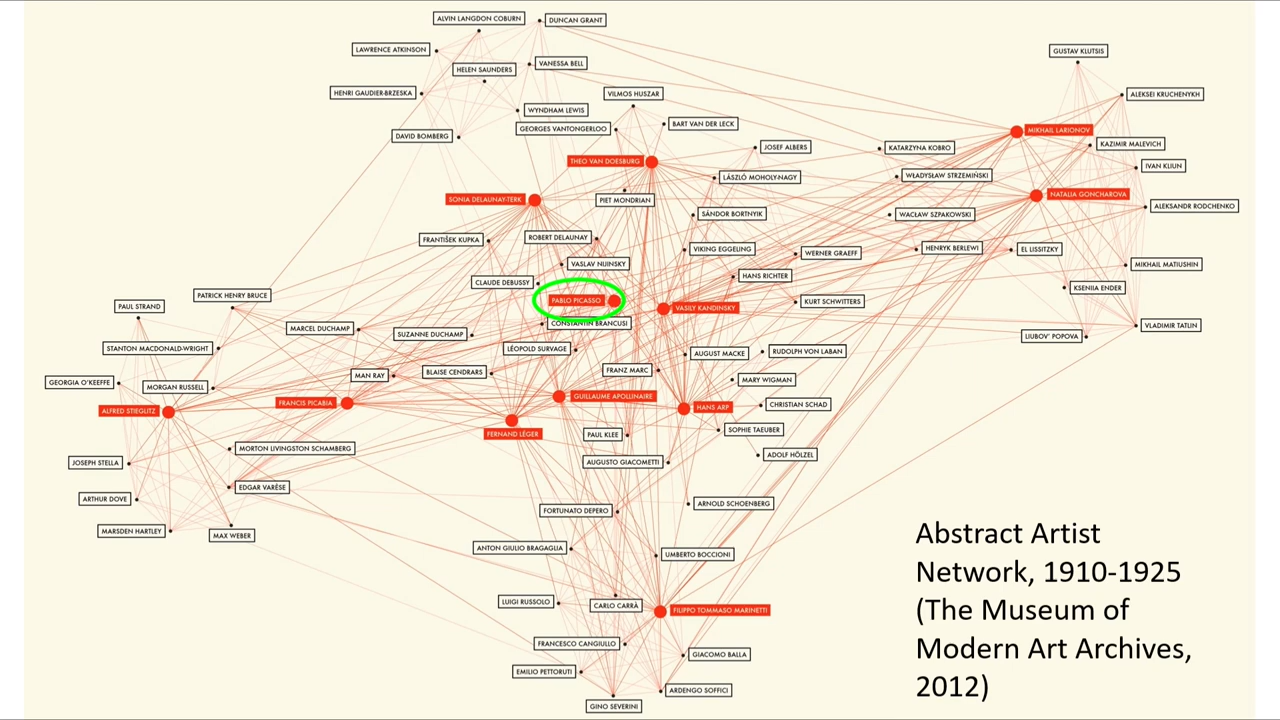 ALVIN LANGDON COBURN
DUNCAN GRANT
LAWRENCE ATKINSON
GUSTAV KLUTSIS
VANESSA BELL
HELEN SAUNDERS
HENRI GAUDIER-BRZESKA
VILMOS HUSZAR
ALEKSEI KRUCHENYKH
WYNDHAM LEWIS
BART VAN DER LECK
GEORGES VANTONGERLOO
MIKHAIL LARIONOV
DAVID BOMBERG
KAZIMIR MALEVICH
JOSEF ALBERS
KATARZYNA KOBRO
THEO VAN DOESBURG
IVAN KLIUN
WŁADYSŁAW STRZEMIŃSKI
LÁSZLÓ MOHOLY-NAGY
NATALIA GONCHAROVA
SONIA DELAUNAY-TERK
PIET MONDRIAN
ALEKSANDR RODCHENKO
SÁNDOR BORTNYIK
WACŁAW SZPAKOWSKI
FRANTIŠEK KUPKA
ROBERT DELAUNAY
VIKING EGGELING
WERNER GRAEFF
HENRYK BERLEWI
EL LISSITZKY
VASLAV NIJINSKY
MIKHAIL MATIUSHIN
HANS RICHTER
CLAUDE DEBUSSY
KSENIIA ENDER
PATRICK HENRY BRUCE
PABLO PICASSO
KURT SCHWITTERS
PAUL STRAND
VASILY KANDINSKY
CONSTANTIN BRANCUSI
VLADIMIR TATLIN
MARCEL DUCHAMP
SUZANNE DUCHAMP
LIUBOV' POPOVA
STANTON MACDONALD-WRIGHT
LÉOPOLD SURVAGE
AUGUST MACKE
RUDOLPH VON LABAN
FRANZ MARC
MAN RAY
BLAISE CENDRARS
GEORGIA O'KEEFFE
MORGAN RUSSELL
MARY WIGMAN
GUILLAUME APOLLINAIRE
ALFRED STIEGLITZ
FRANCIS PICABIA
HANS ARP
CHRISTIAN SCHAD
FERNAND LÉGER
PAUL KLEE
SOPHIE TAEUBER
MORTON LIVINGSTON SCHAMBERG
ADOLF HÖLZEL
JOSEPH STELLA
AUGUSTO GIACOMETTI
EDGAR VARÈSE
ARTHUR DOVE
FORTUNATO DEPERO
ARNOLD SCHOENBERG
MARSDEN HARTLEY
MAX WEBER
ANTON GIULIO BRAGAGLIA
UMBERTO BOCCIONI
LUIGI RUSSOLO
CARLO CARRÀ
FILIPPO TOMMASO MARINETTI
FRANCESCO CANGIULLO
GIACOMO BALLA
EMILIO PETTORUTI
ARDENGO SOFFICI
GINO SEVERINI
Abstract Artist
Network, 1910-1925
(The Museum of
Modern Art Archives,
2012)